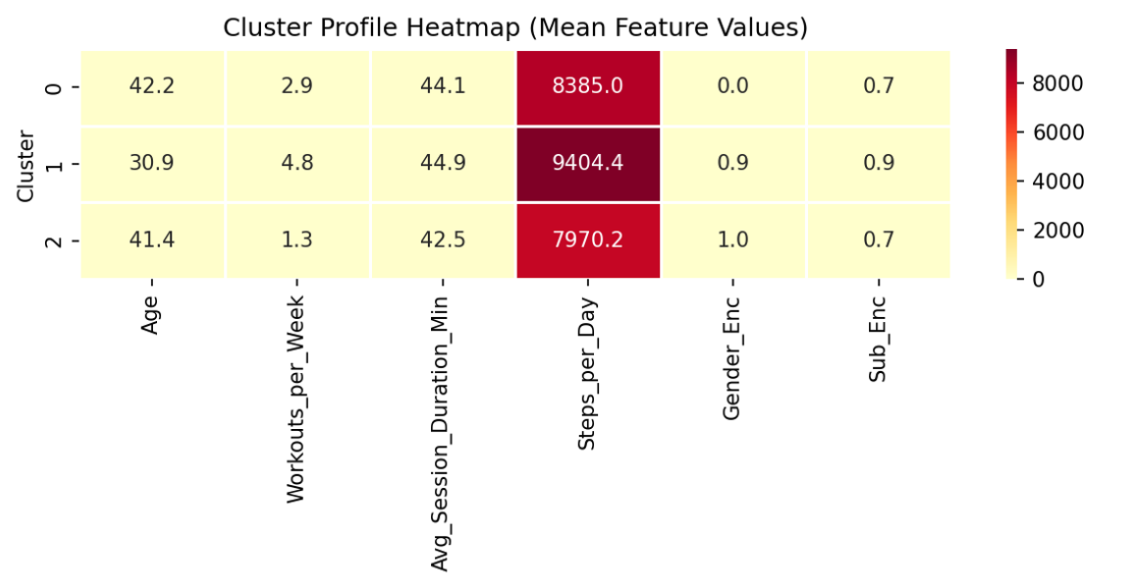 Cluster Profile Heatmap (Mean Feature Values)
Cluster
0 42.2 2.9 44.1 8385.0 0.0 0.7
1 30.9 4.8 44.9 9404.4 0.9 0.9
2 41.4 1.3 42.5 7970.2 1.0 0.7
Age
Workouts_per_Week
Avg_Session_Duration_Min
Steps_per_Day
Gender_Enc
Sub_Enc
8000
6000
4000
2000
0